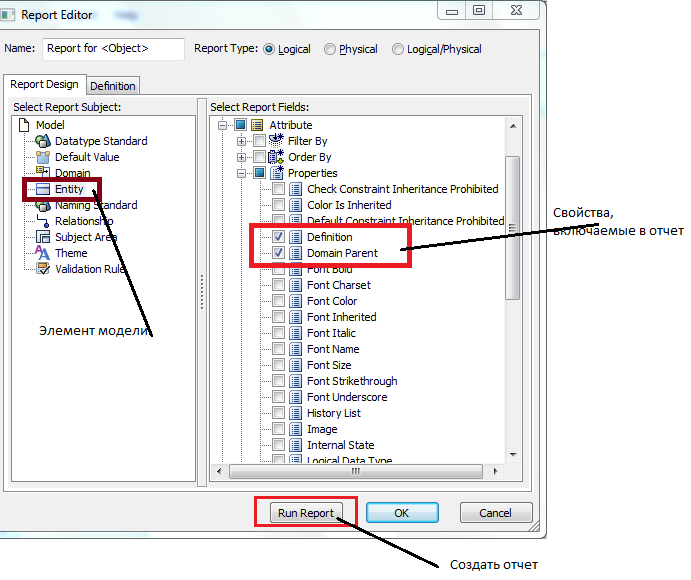 Report Editor
Name: Report for <Object> Report Type: Logical Physical Logical/Physical
Report Design Definition
Select Report Subject:
Model
Datatype Standard
Default Value
Domain
Entity
Naming Standard
Relationship
Subject Area
Theme
Validation Rule
Элемент модели
Select Report Fields:
Attribute
Filter By
Order By
Properties
Check Constraint Inheritance Prohibited
Color Is Inherited
Default Constraint Inheritance Prohibited
Definition
Domain Parent
Font Bold
Font Charset
Font Color
Font Inherited
Font Italic
Font Name
Font Size
Font Strikethrough
Font Underscore
History List
Image
Internal State
Logical Data Type
Свойства,
включаемые в отчет
Run Report OK Cancel
Создать отчет